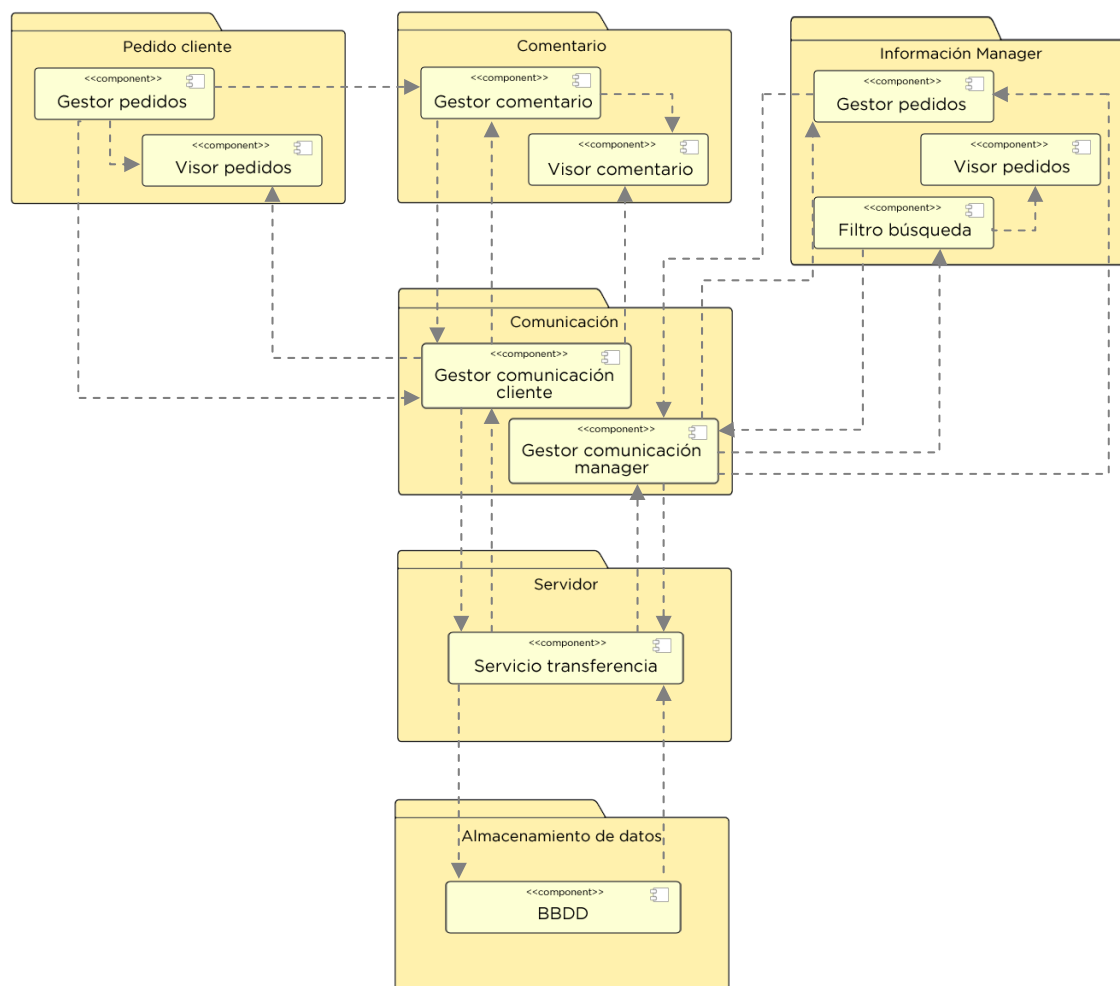 Pedido cliente
<<component>>
Gestor pedidos
<<component>>
Visor pedidos
Comentario
<<component>>
Gestor comentario
<<component>>
Visor comentario
Información Manager
<<component>>
Gestor pedidos
<<component>>
Visor pedidos
<<component>>
Filtro búsqueda
Comunicación
<<component>>
Gestor comunicación
cliente
<<component>>
Gestor comunicación
manager
Servidor
<<component>>
Servicio transferencia
Almacenamiento de datos
<<component>>
BBDD